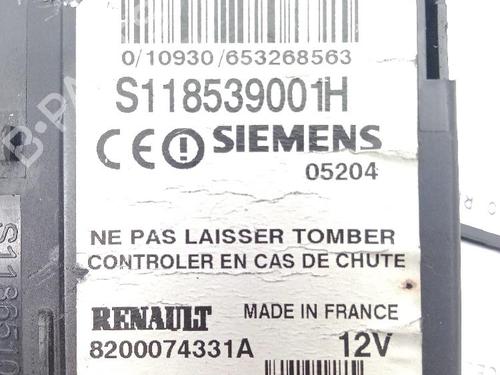 0/10930/653268563
S118539001H
CE SIEMENS
05204
NE PAS LAISSER TOMBER
CONTROLER EN CAS DE CHUTE
RENAULT MADE IN FRANCE
8200074331A 12V